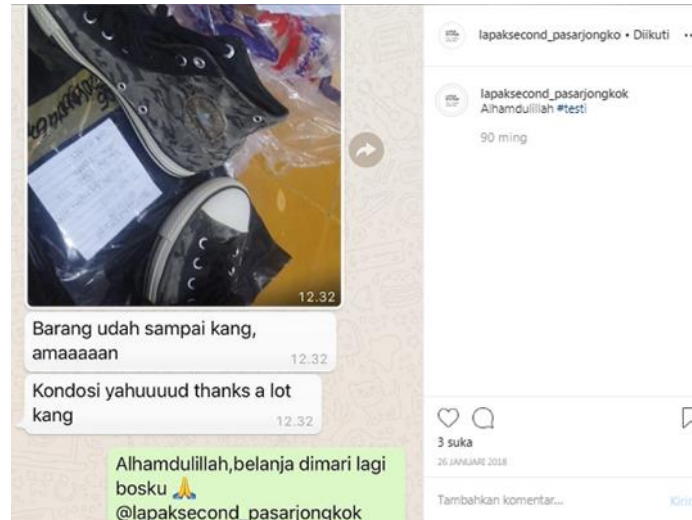 12.32
Barang udah sampai kang,
amaaaaan
12.32
Kondosi yahuuuud thanks a lot
kang
12.32
Alhamdulillah,belanja dimari lagi
bosku 🙏
@lapaksecond_pasarjongkok
lapaksecond_pasarjongko • Diikuti
lapaksecond_pasarjongkok
Alhamdulillah #testi
90 ming
3 suka
26 JANUARI 2018
Tambahkan komentar...